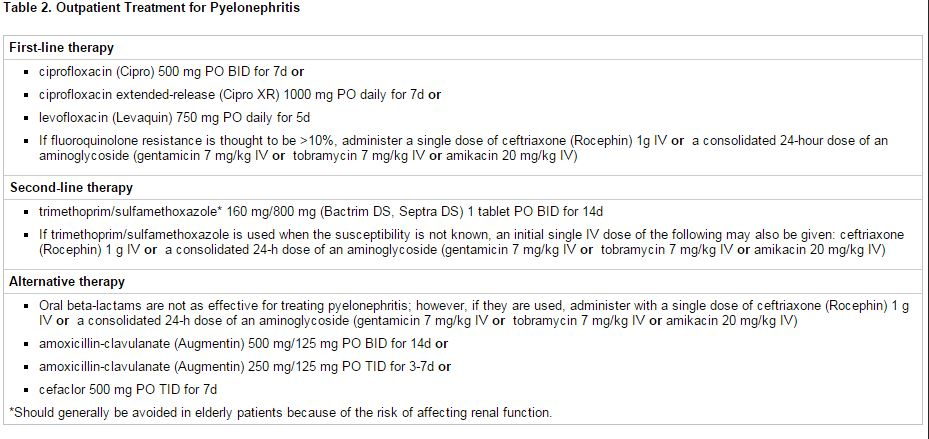 Table 2. Outpatient Treatment for Pyelonephritis
First-line therapy
▪ ciprofloxacin (Cipro) 500 mg PO BID for 7d or
▪ ciprofloxacin extended-release (Cipro XR) 1000 mg PO daily for 7d or
▪ levofloxacin (Levaquin) 750 mg PO daily for 5d
▪ If fluoroquinolone resistance is thought to be >10%, administer a single dose of ceftriaxone (Rocephin) 1g IV or a consolidated 24-hour dose of an
aminoglycoside (gentamicin 7 mg/kg IV or tobramycin 7 mg/kg IV or amikacin 20 mg/kg IV)
Second-line therapy
▪ trimethoprim/sulfamethoxazole* 160 mg/800 mg (Bactrim DS, Septra DS) 1 tablet PO BID for 14d
▪ If trimethoprim/sulfamethoxazole is used when the susceptibility is not known, an initial single IV dose of the following may also be given: ceftriaxone
(Rocephin) 1 g IV or a consolidated 24-h dose of an aminoglycoside (gentamicin 7 mg/kg IV or tobramycin 7 mg/kg IV or amikacin 20 mg/kg IV)
Alternative therapy
▪ Oral beta-lactams are not as effective for treating pyelonephritis; however, if they are used, administer with a single dose of ceftriaxone (Rocephin) 1 g
IV or a consolidated 24-h dose of an aminoglycoside (gentamicin 7 mg/kg IV or tobramycin 7 mg/kg IV or amikacin 20 mg/kg IV)
▪ amoxicillin-clavulanate (Augmentin) 500 mg/125 mg PO BID for 14d or
▪ amoxicillin-clavulanate (Augmentin) 250 mg/125 mg PO TID for 3-7d or
▪ cefaclor 500 mg PO TID for 7d
*Should generally be avoided in elderly patients because of the risk of affecting renal function.